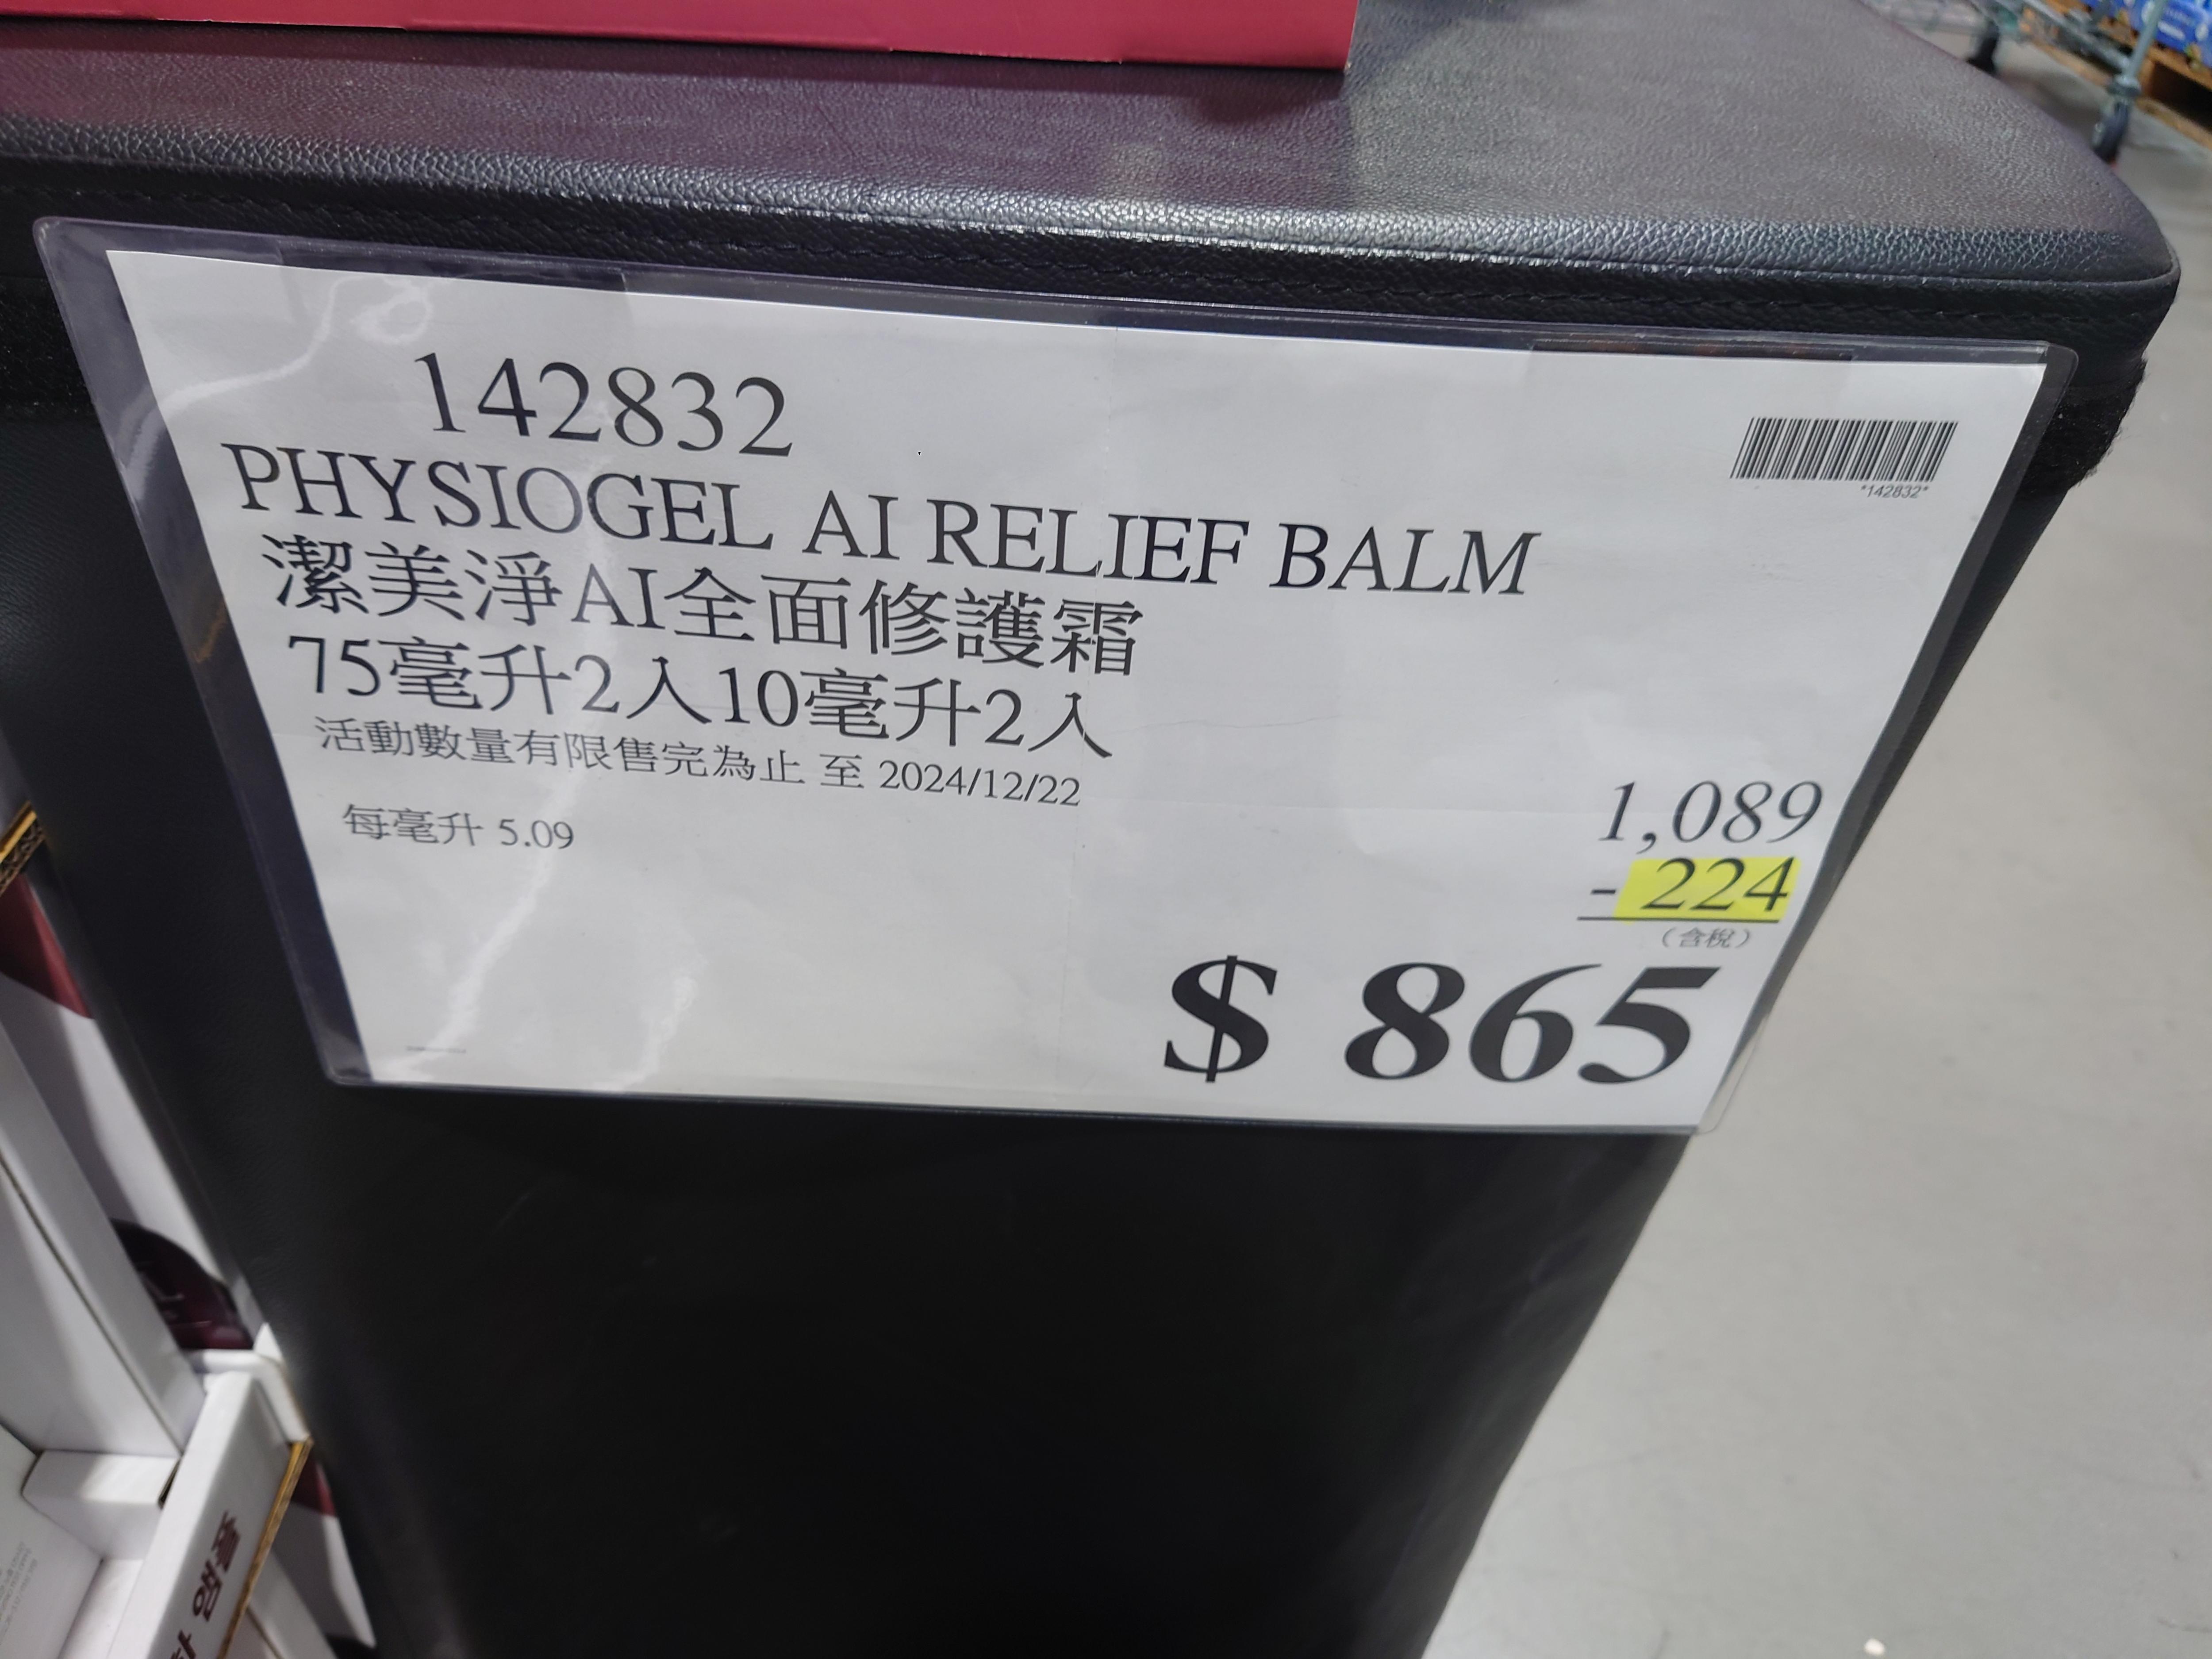 142832
*142832*
PHYSIOGEL AI RELIEF BALM
潔美淨AI全面修護霜
75毫升2入10毫升2入
活動數量有限售完為止 至 2024/12/22
每毫升 5.09
1,089
- 224
(含稅)
$ 865